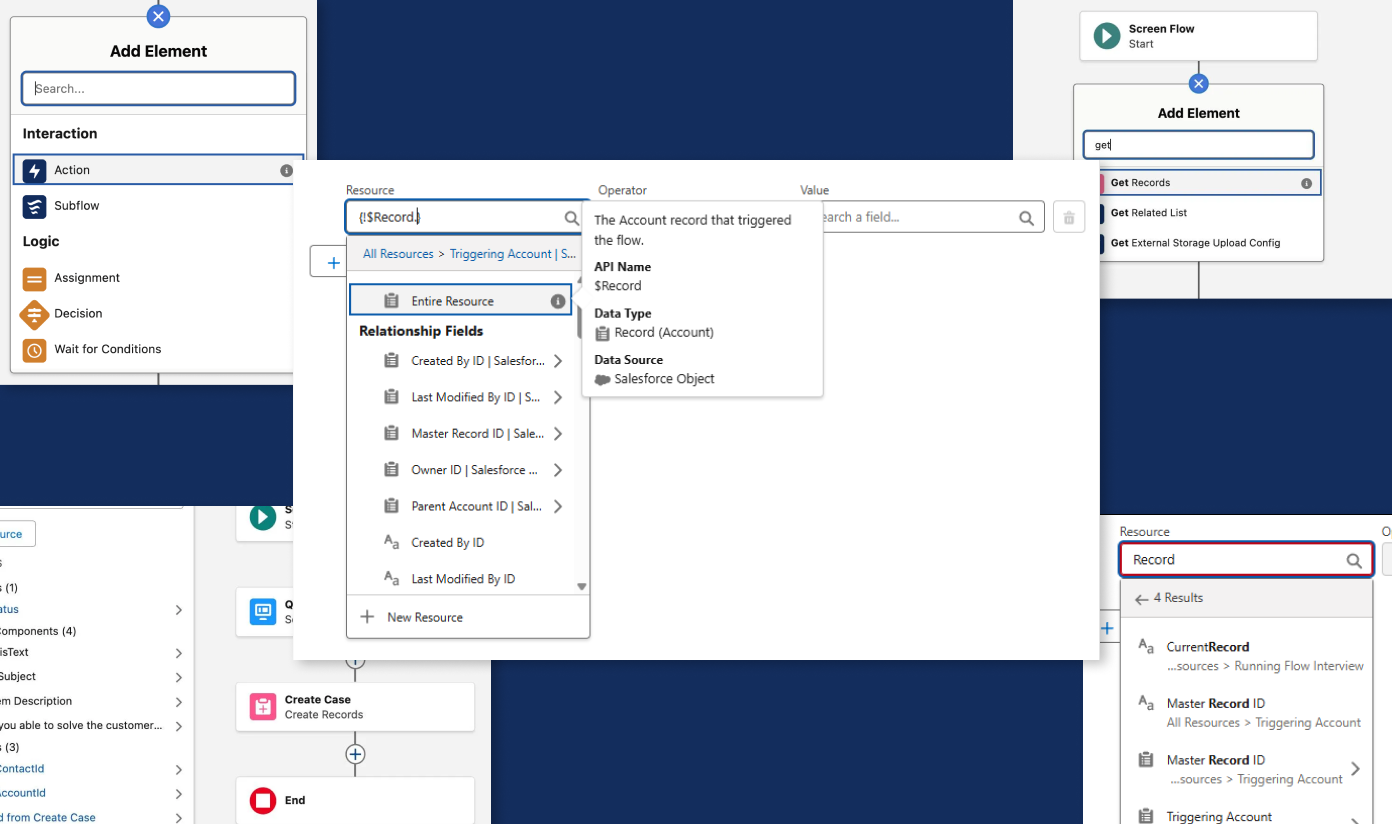 Add Element
Search...
Interaction
Action
Subflow
Logic
Assignment
Decision
Wait for Conditions
Screen Flow
Start
Add Element
get
Get Records
Get Related List
Get External Storage Upload Config
Resource
Operator
Value
{!$Record.}
earch a field...
All Resources > Triggering Account | S...
Entire Resource
Relationship Fields
Created By ID | Salesfor...
Last Modified By ID | S...
Master Record ID | Sale...
Owner ID | Salesforce ...
Parent Account ID | Sal...
Created By ID
Last Modified By ID
New Resource
The Account record that triggered
the flow.
API Name
$Record
Data Type
Record (Account)
Data Source
Salesforce Object
urce
s (1)
atus
omponents (4)
isText
Subject
em Description
you able to solve the customer...
s (3)
ContactId
AccountId
d from Create Case
Q
Create Case
Create Records
End
Resource
Record
4 Results
CurrentRecord
...sources > Running Flow Interview
Master Record ID
All Resources > Triggering Account
Master Record ID
...sources > Triggering Account
Triggering Account